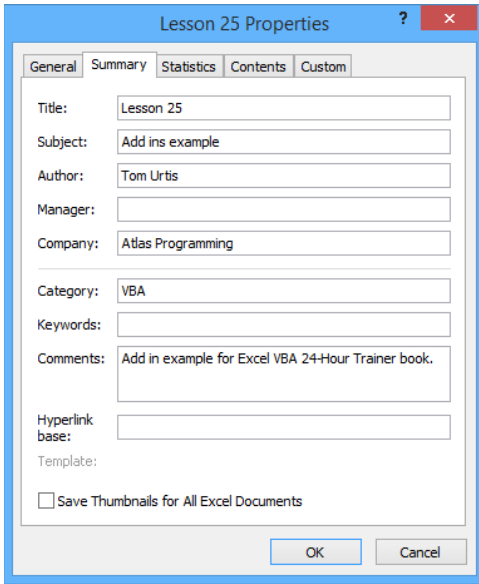 Lesson 25 Properties
?
General Summary Statistics Contents Custom
Title: Lesson 25
Subject: Add ins example
Author: Tom Urtis
Manager:
Company: Atlas Programming
Category: VBA
Keywords:
Comments: Add in example for Excel VBA 24-Hour Trainer book.
Hyperlink
base:
Template:
Save Thumbnails for All Excel Documents
OK Cancel